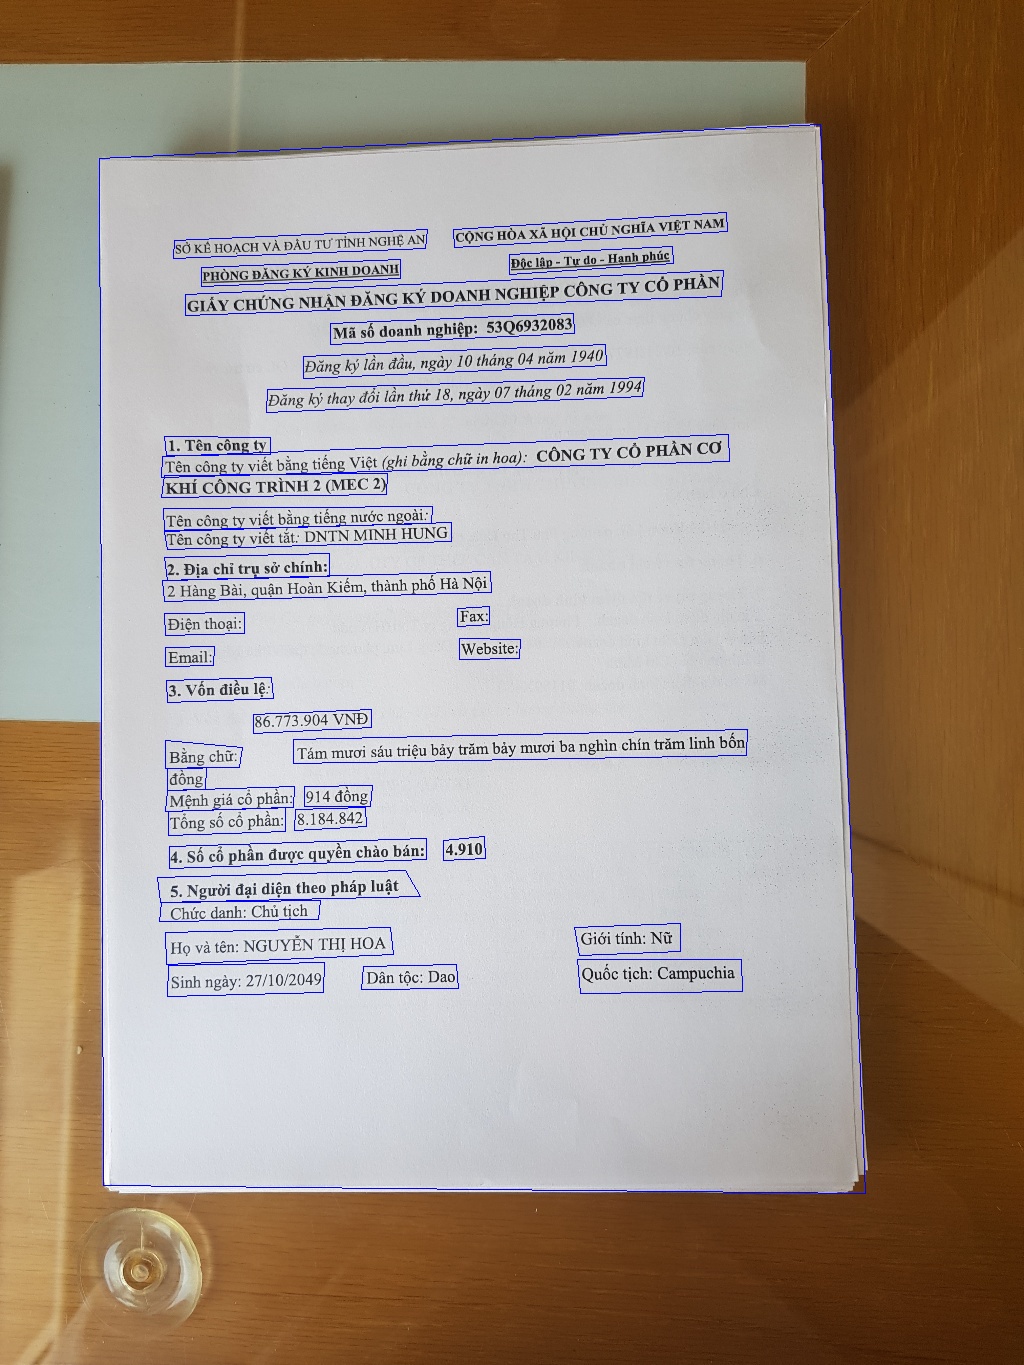 SỞ KẾ HOẠCH VÀ ĐẦU TƯ TỈNH NGHỆ AN
CỘNG HÒA XÃ HỘI CHỦ NGHĨA VIỆT NAM
PHÒNG ĐĂNG KÝ KINH DOANH
Độc lập - Tự do - Hạnh phúc
GIẤY CHỨNG NHẬN ĐĂNG KÝ DOANH NGHIỆP CÔNG TY CỔ PHẦN
Mã số doanh nghiệp: 53Q6932083
Đăng ký lần đầu, ngày 10 tháng 04 năm 1940
Đăng ký thay đổi lần thứ 18, ngày 07 tháng 02 năm 1994
1. Tên công ty
Tên công ty viết bằng tiếng Việt (ghi bằng chữ in hoa): CÔNG TY CỔ PHẦN CƠ
KHÍ CÔNG TRÌNH 2 (MEC 2)
Tên công ty viết bằng tiếng nước ngoài:
Tên công ty viết tắt: DNTN MINH HUNG
2. Địa chỉ trụ sở chính:
2 Hàng Bài, quận Hoàn Kiếm, thành phố Hà Nội
Điện thoại:
Fax:
Email:
Website:
3. Vốn điều lệ:
86.773.904 VNĐ
Bằng chữ: Tám mươi sáu triệu bảy trăm bảy mươi ba nghìn chín trăm linh bốn
đồng
Mệnh giá cổ phần: 914 đồng
Tổng số cổ phần: 8.184.842
4. Số cổ phần được quyền chào bán: 4.910
5. Người đại diện theo pháp luật
Chức danh: Chủ tịch
Họ và tên: NGUYỄN THỊ HOA
Giới tính: Nữ
Sinh ngày: 27/10/2049
Dân tộc: Dao
Quốc tịch: Campuchia